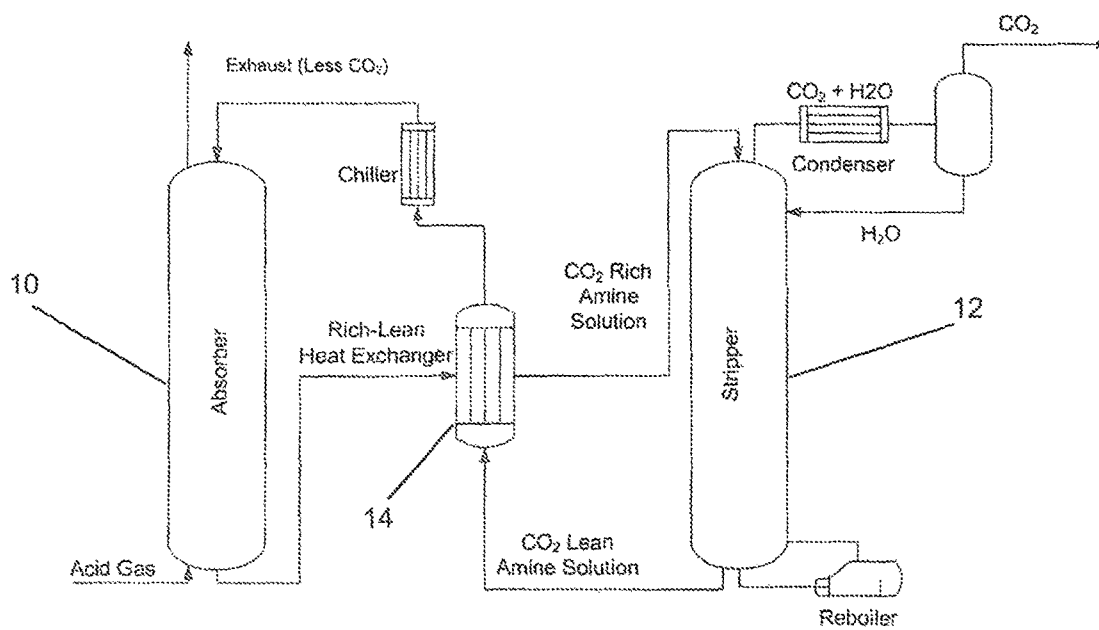 CO₂
Exhaust (Less CO₂)
CO₂ + H2O
Condenser
Chiller
H₂O
CO₂ Rich
Amine
Solution
10
12
Rich-Lean
Heat Exchanger
Absorber
Stripper
14
CO₂ Lean
Amine Solution
Acid Gas
Reboiler